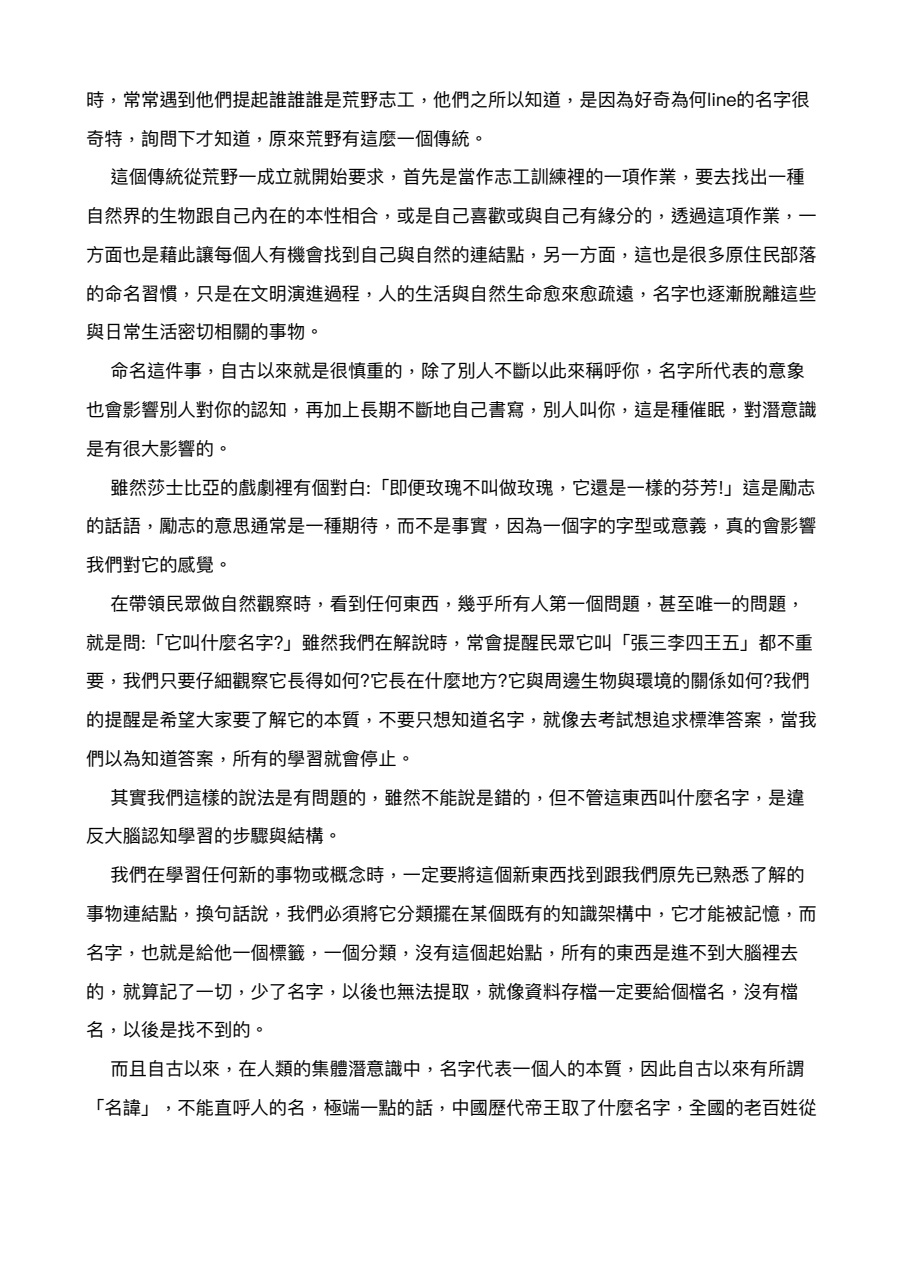 時，常常遇到他們提起誰誰誰是荒野志工，他們之所以知道，是因為好奇為何line的名字很
奇特，詢問下才知道，原來荒野有這麼一個傳統。
這個傳統從荒野一成立就開始要求，首先是當作志工訓練裡的一項作業，要去找出一種
自然界的生物跟自己內在的本性相合，或是自己喜歡或與自己有緣分的，透過這項作業，一
方面也是藉此讓每個人有機會找到自己與自然的連結點，另一方面，這也是很多原住民部落
的命名習慣，只是在文明演進過程，人的生活與自然生命愈來愈疏遠，名字也逐漸脫離這些
與日常生活密切相關的事物。
命名這件事，自古以來就是很慎重的，除了別人不斷以此來稱呼你，名字所代表的意象
也會影響別人對你的認知，再加上長期不斷地自己書寫，別人叫你，這是種催眠，對潛意識
是有很大影響的。
雖然莎士比亞的戲劇裡有個對白:「即便玫瑰不叫做玫瑰，它還是一樣的芬芳!」這是勵志
的話語，勵志的意思通常是一種期待，而不是事實，因為一個字的字型或意義，真的會影響
我們對它的感覺。
在帶領民眾做自然觀察時，看到任何東西，幾乎所有人第一個問題，甚至唯一的問題，
就是問:「它叫什麼名字?」雖然我們在解說時，常會提醒民眾它叫「張三李四王五」都不重
要，我們只要仔細觀察它長得如何?它長在什麼地方?它與周邊生物與環境的關係如何?我們
的提醒是希望大家要了解它的本質，不要只想知道名字，就像去考試想追求標準答案，當我
們以為知道答案，所有的學習就會停止。
其實我們這樣的說法是有問題的，雖然不能說是錯的，但不管這東西叫什麼名字，是違
反大腦認知學習的步驟與結構。
我們在學習任何新的事物或概念時，一定要將這個新東西找到跟我們原先已熟悉了解的
事物連結點，換句話說，我們必須將它分類擺在某個既有的知識架構中，它才能被記憶，而
名字，也就是給他一個標籤，一個分類，沒有這個起始點，所有的東西是進不到大腦裡去
的，就算記了一切，少了名字，以後也無法提取，就像資料存檔一定要給個檔名，沒有檔
名，以後是找不到的。
而且自古以來，在人類的集體潛意識中，名字代表一個人的本質，因此自古以來有所謂
「名諱」，不能直呼人的名，極端一點的話，中國歷代帝王取了什麼名字，全國的老百姓從